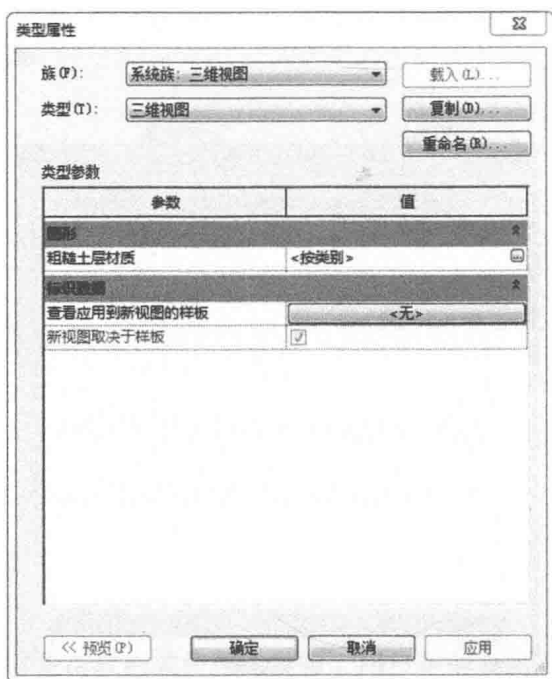 类型属性
族(F): 系统族: 三维视图 载入(L)...
类型(T): 三维视图 复制(D)...
重命名(R)...
类型参数
参数 值
图形
粗糙土层材质 <按类别>
标识数据
查看应用到新视图的样板 <无>
新视图取决于样板
<< 预览(P) 确定 取消 应用